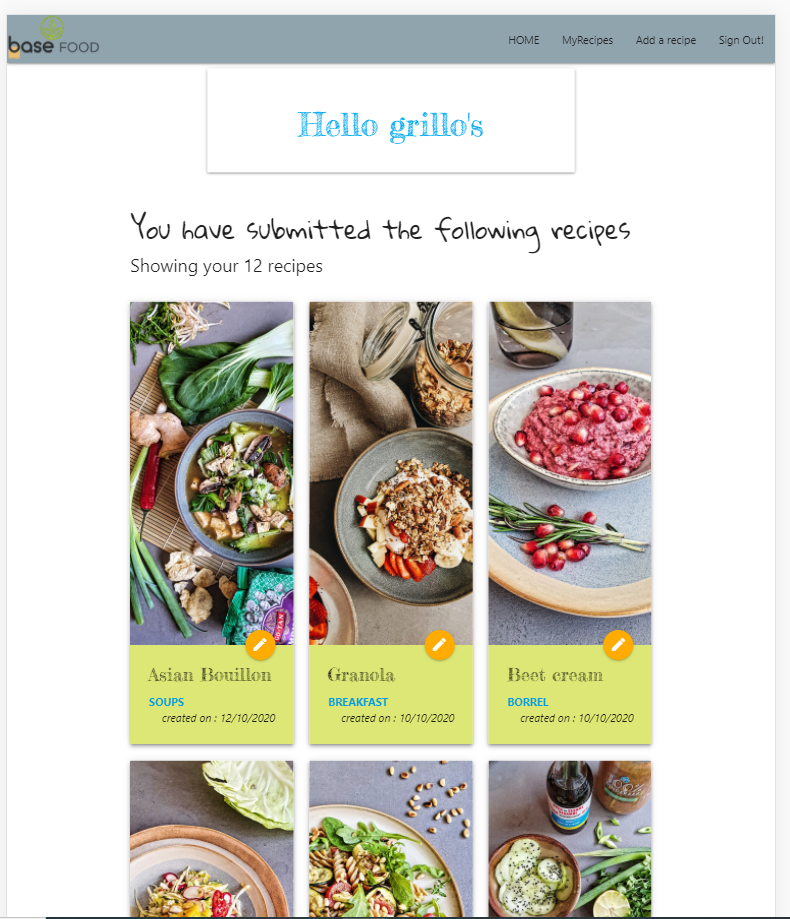 base FOOD
HOME MyRecipes Add a recipe Sign Out!
Hello grillo's
You have submitted the following recipes
Showing your 12 recipes
Asian Bouillon
SOUPS
created on : 12/10/2020
Granola
BREAKFAST
created on : 10/10/2020
Beet cream
BORREL
created on : 10/10/2020